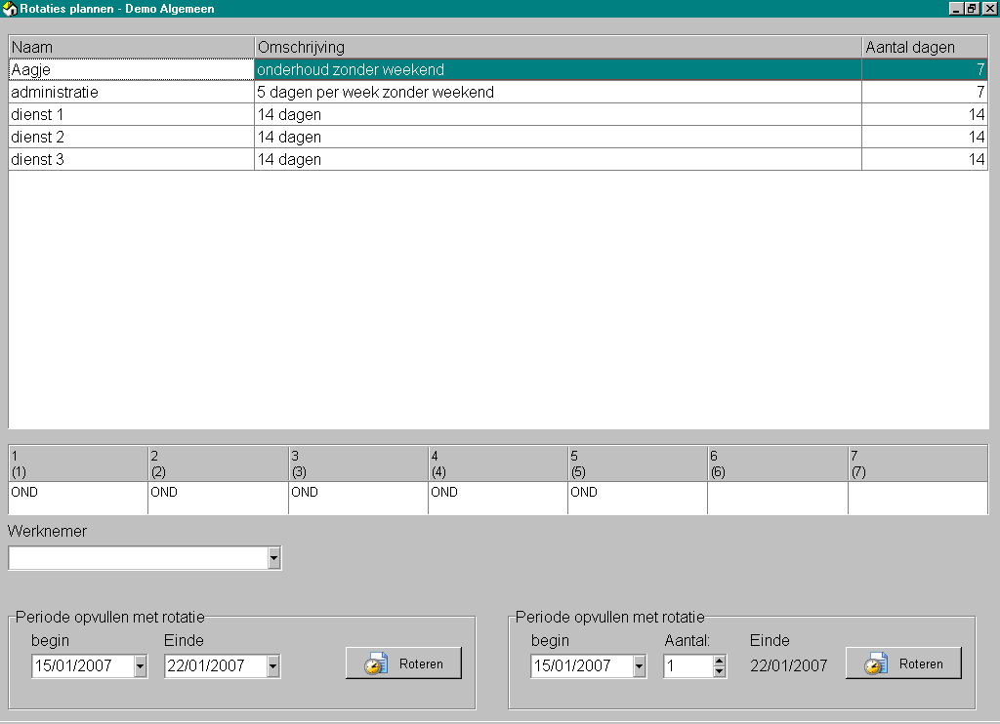 Rotaties plannen - Demo Algemeen
Naam Omschrijving Aantal dagen
Aagje onderhoud zonder weekend 7
administratie 5 dagen per week zonder weekend 7
dienst 1 14 dagen 14
dienst 2 14 dagen 14
dienst 3 14 dagen 14
1 2 3 4 5 6 7
(1) (2) (3) (4) (5) (6) (7)
OND OND OND OND OND
Werknemer
Periode opvullen met rotatie
begin Einde
15/01/2007 22/01/2007 Roteren
Periode opvullen met rotatie
begin Aantal: Einde
15/01/2007 1 22/01/2007 Roteren